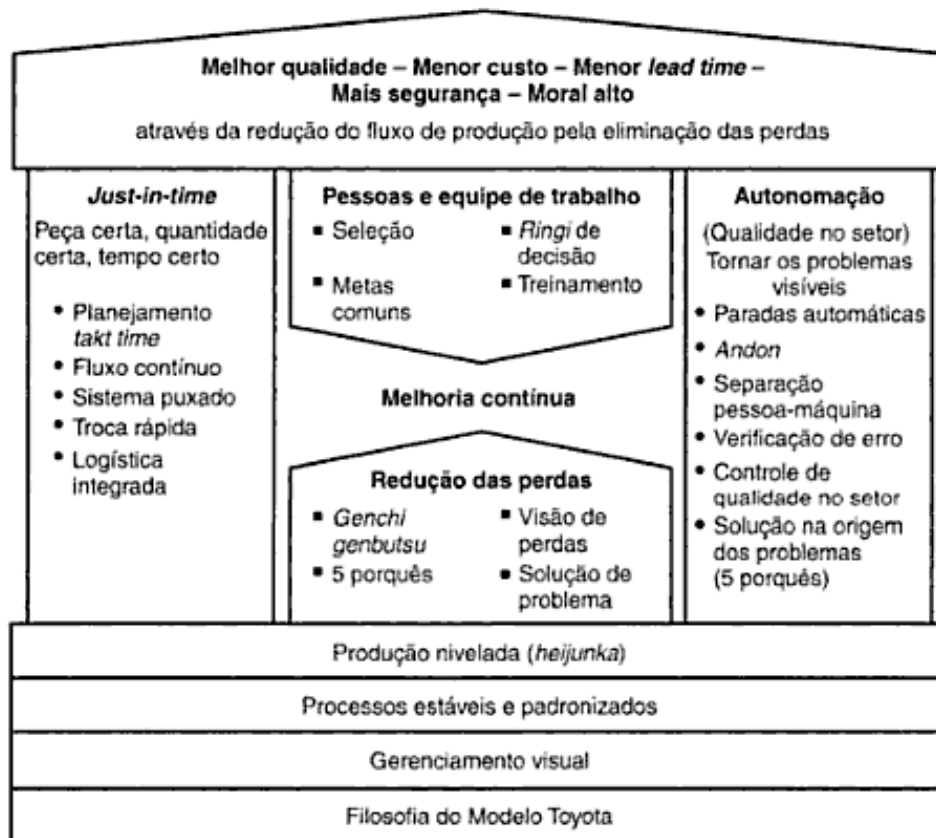 Melhor qualidade – Menor custo – Menor lead time –
Mais segurança – Moral alto
através da redução do fluxo de produção pela eliminação das perdas
Just-in-time
Peça certa, quantidade
certa, tempo certo
• Planejamento
takt time
• Fluxo contínuo
• Sistema puxado
• Troca rápida
• Logística
integrada
Pessoas e equipe de trabalho
▪ Seleção
▪ Metas
comuns
▪ Ringi de
decisão
▪ Treinamento
Melhoria contínua
Redução das perdas
▪ Genchi
genbutsu
▪ 5 porquês
▪ Visão de
perdas
▪ Solução de
problema
Autonomação
(Qualidade no setor)
Tornar os problemas
visíveis
• Paradas automáticas
• Andon
• Separação
pessoa-máquina
• Verificação de erro
• Controle de
qualidade no setor
• Solução na origem
dos problemas
(5 porquês)
Produção nivelada (heijunka)
Processos estáveis e padronizados
Gerenciamento visual
Filosofia do Modelo Toyota